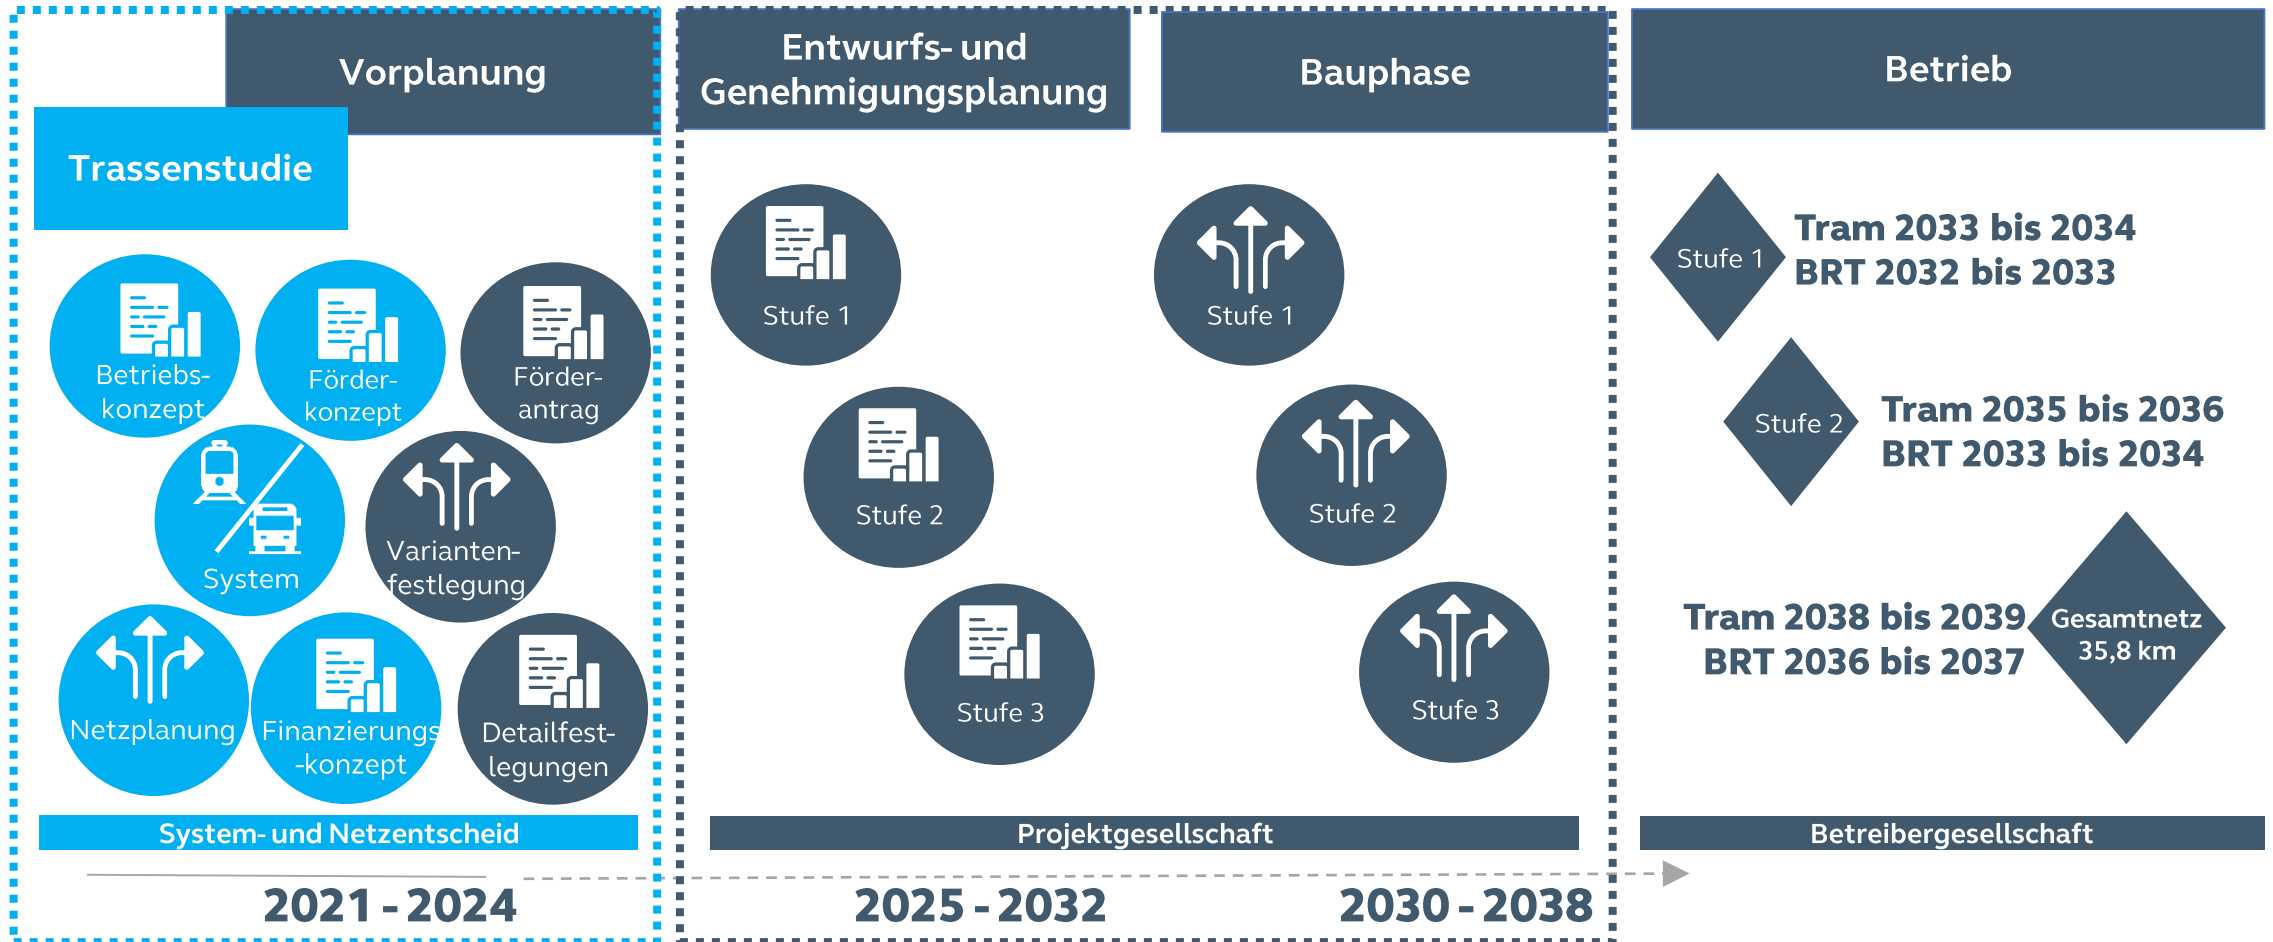 Vorplanung
Trassenstudie
Betriebs-
konzept
Förder-
konzept
Förder-
antrag
System
Varianten-
festlegung
Netzplanung
Finanzierungs
-konzept
Detailfest-
legungen
System- und Netzentscheid
2021 - 2024
Entwurfs- und
Genehmigungsplanung
Stufe 1
Stufe 2
Stufe 3
Bauphase
Stufe 1
Stufe 2
Stufe 3
Projektgesellschaft
2025 - 2032
2030 - 2038
Betrieb
Stufe 1
Tram 2033 bis 2034
BRT 2032 bis 2033
Stufe 2
Tram 2035 bis 2036
BRT 2033 bis 2034
Tram 2038 bis 2039
BRT 2036 bis 2037
Gesamtnetz
35,8 km
Betreibergesellschaft